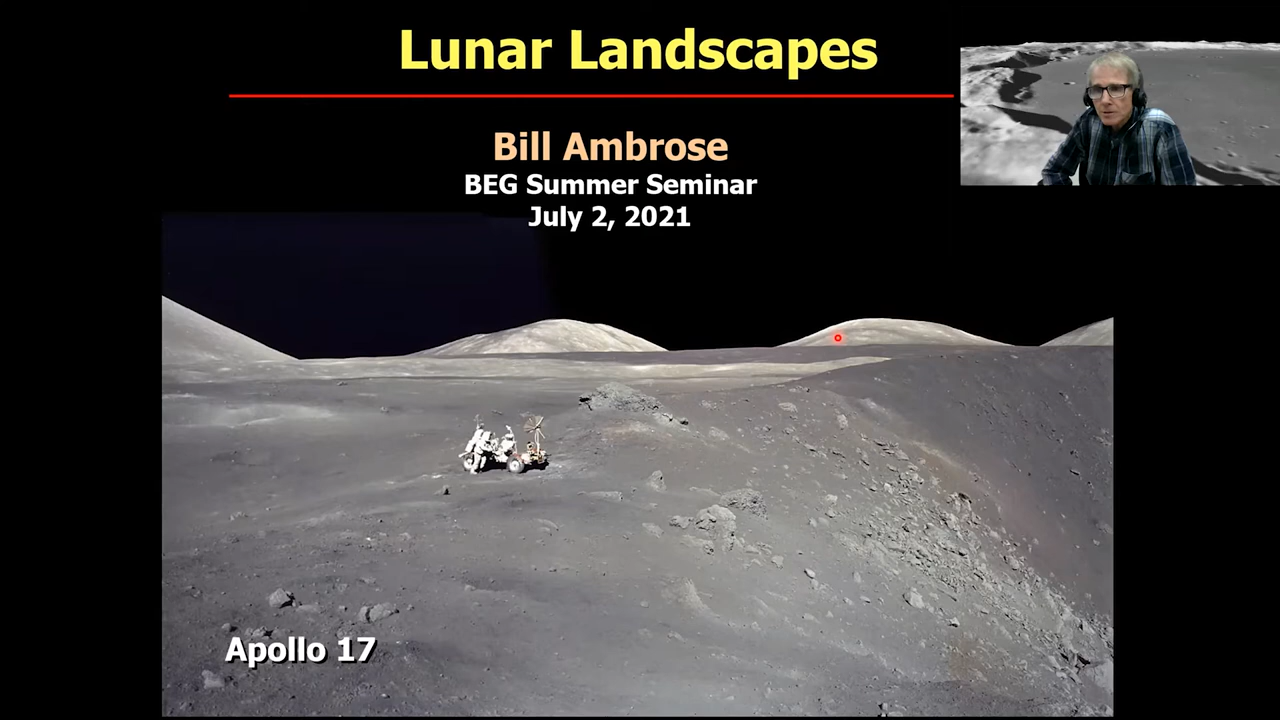 Lunar Landscapes
Bill Ambrose
BEG Summer Seminar
July 2, 2021
Apollo 17